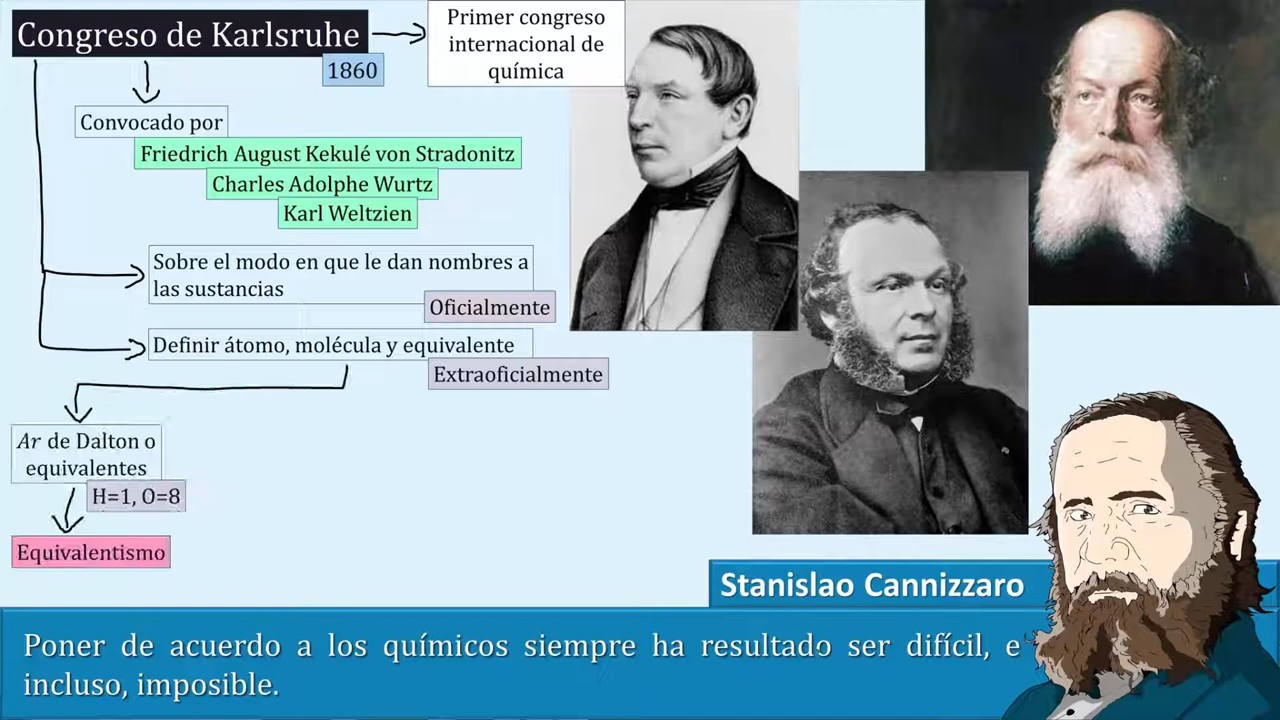 Congreso de Karlsruhe
1860
Primer congreso
internacional de
química
Convocado por
Friedrich August Kekulé von Stradonitz
Charles Adolphe Wurtz
Karl Weltzien
Sobre el modo en que le dan nombres a
las sustancias
Oficialmente
Definir átomo, molécula y equivalente
Extraoficialmente
Ar de Dalton o
equivalentes
H=1, O=8
Equivalentismo
Stanislao Cannizzaro
Poner de acuerdo a los químicos siempre ha resultado ser difícil, e
incluso, imposible.